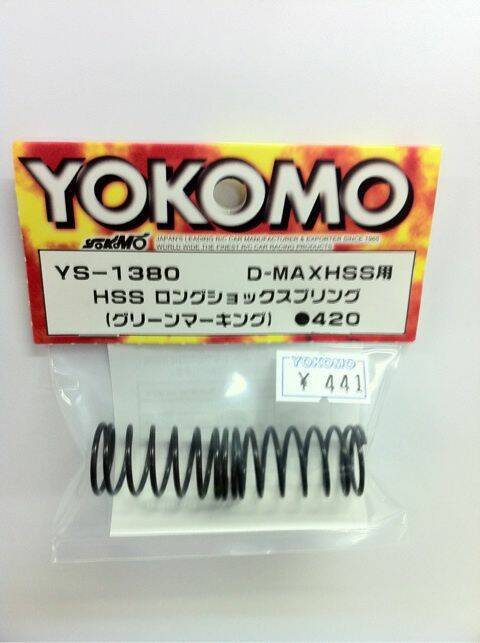 YOKOMO
YOKOMO
JAPAN'S LEADING R/C CAR MANUFACTURER & EXPORTER SINCE
WORLD WIDE THE FINEST R/C CAR RACING PRODUCTS
YS-1380 D-MAXHSS用
HSS ロングショックスプリング
(グリーンマーキング) ●420
YOKOMO
¥ 441